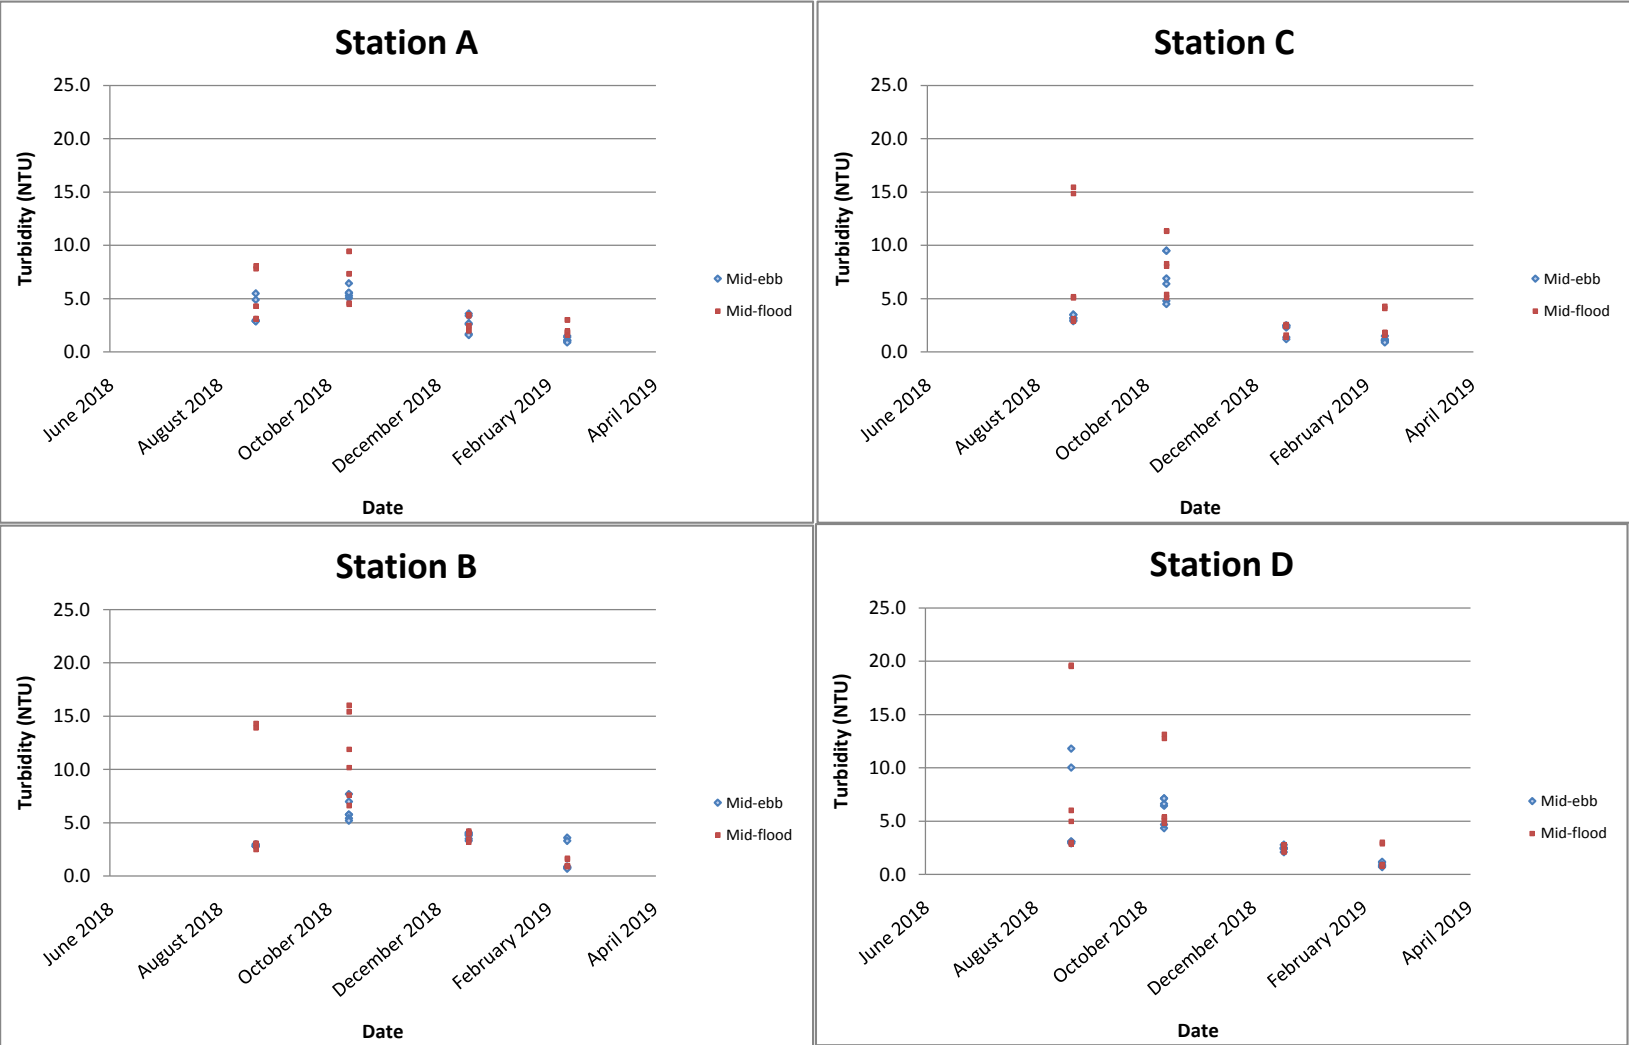 Station A
25.0
20.0
15.0
10.0
5.0
0.0
Turbidity (NTU)
June 2018
August 2018
October 2018
December 2018
February 2019
April 2019
Date
Mid-ebb
Mid-flood
Station C
25.0
20.0
15.0
10.0
5.0
0.0
Turbidity (NTU)
June 2018
August 2018
October 2018
December 2018
February 2019
April 2019
Date
Mid-ebb
Mid-flood
Station B
25.0
20.0
15.0
10.0
5.0
0.0
Turbidity (NTU)
June 2018
August 2018
October 2018
December 2018
February 2019
April 2019
Date
Mid-ebb
Mid-flood
Station D
25.0
20.0
15.0
10.0
5.0
0.0
Turbidity (NTU)
June 2018
August 2018
October 2018
December 2018
February 2019
April 2019
Date
Mid-ebb
Mid-flood